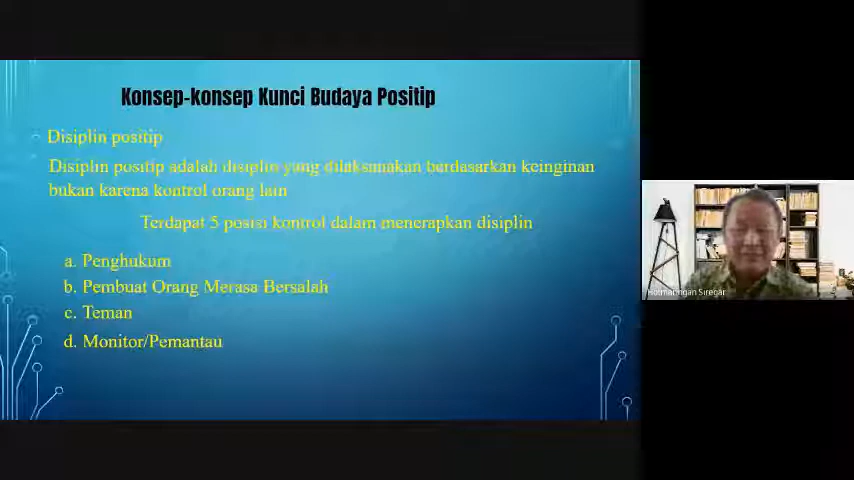 Konsep-konsep Kunci Budaya Positip
Disiplin positip
Disiplin positip adalah disiplin yang dilaksanakan berdasarkan keinginan
bukan karena kontrol orang lain
Terdapat 5 posisi kontrol dalam menerapkan disiplin
a. Penghukum
b. Pembuat Orang Merasa Bersalah
c. Teman
d. Monitor/Pemantau
Siregar